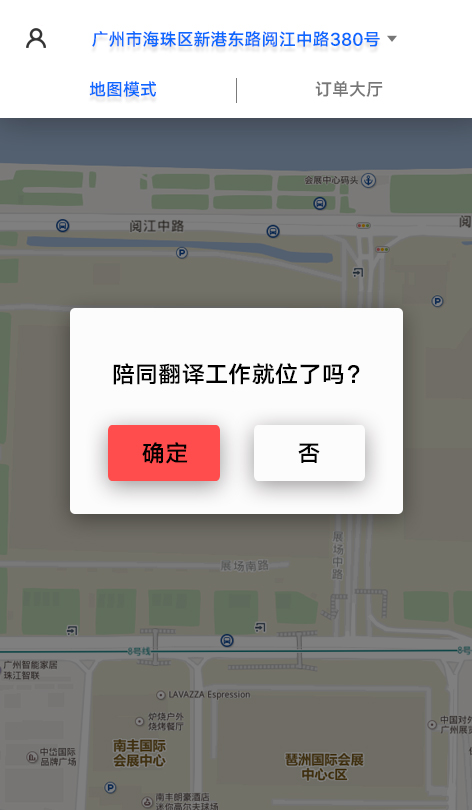 广州市海珠区新港东路阅江中路380号
地图模式
订单大厅
会展中心码头
阅江中路
阅
P
P
陪同翻译工作就位了吗?
确定
否
展场中路
展场南路
8号线
8号
广州智能家居
珠江智联
LAVAZZA Espression
炉烧户外
烧烤餐厅
中国对外
广州展
南丰国际
会展中心
中岱国际
品牌广场
琶洲国际会展
中心c区
P
南丰朗豪酒店
迷你高尔夫球场